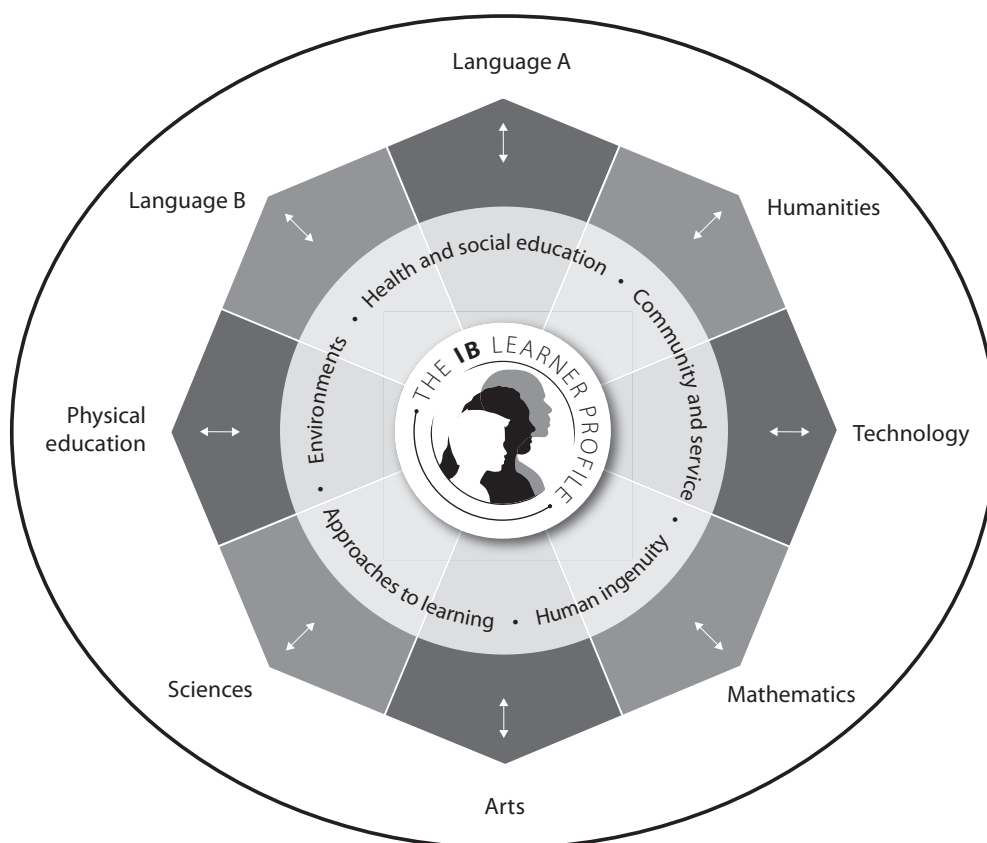 Language A
Language B
Humanities
Health and social education
•
Community and service
•
Environments
•
THE IB LEARNER PROFILE
Physical
education
Technology
•
Approaches to learning
•
Human ingenuity
Sciences
Mathematics
Arts